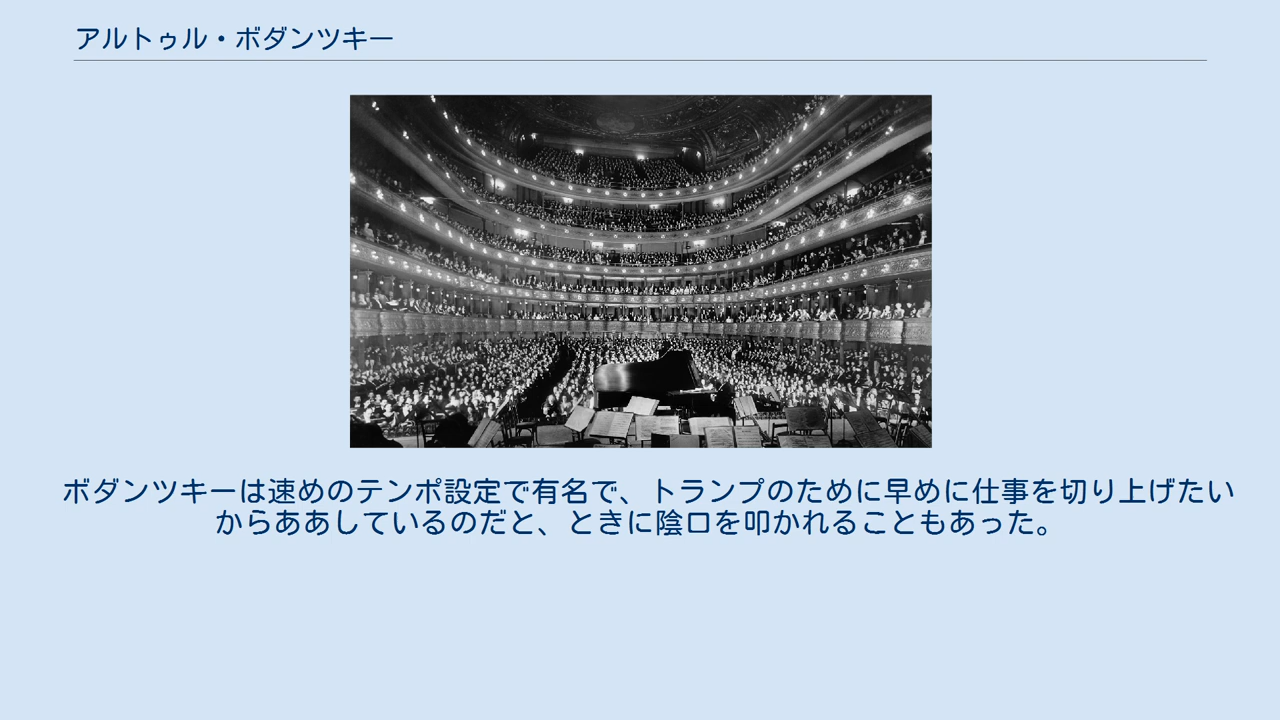 アルトゥル・ボダンツキー
ボダンツキーは速めのテンポ設定で有名で、トランプのために早めに仕事を切り上げたい
からああしているのだと、ときに陰口を叩かれることもあった。